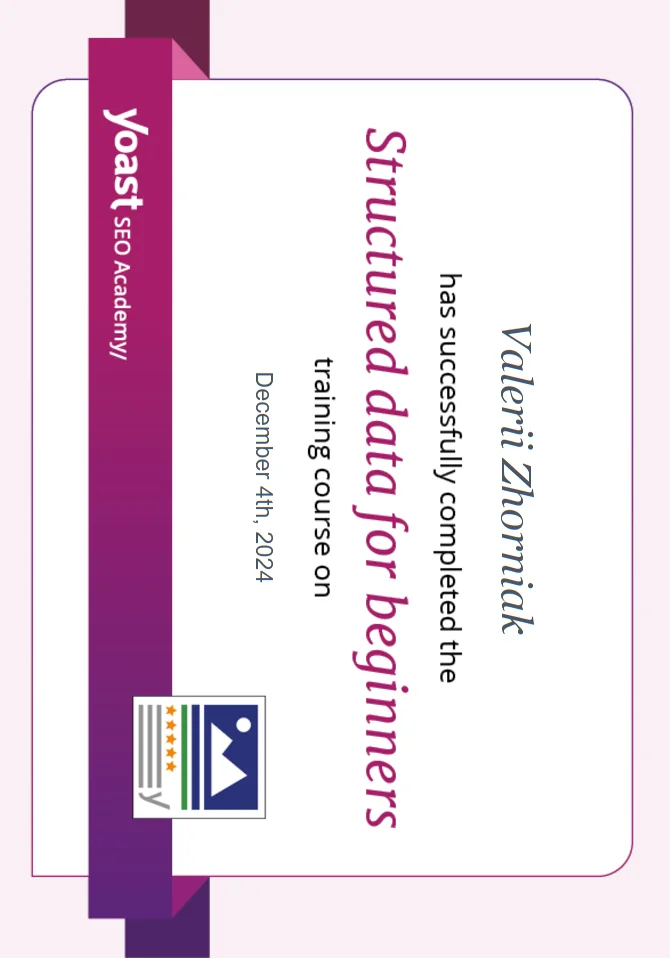 Valerii Zhorniak
has successfully completed the
Structured data for beginners
training course on
December 4th, 2024
yoast SEO Academy/
y